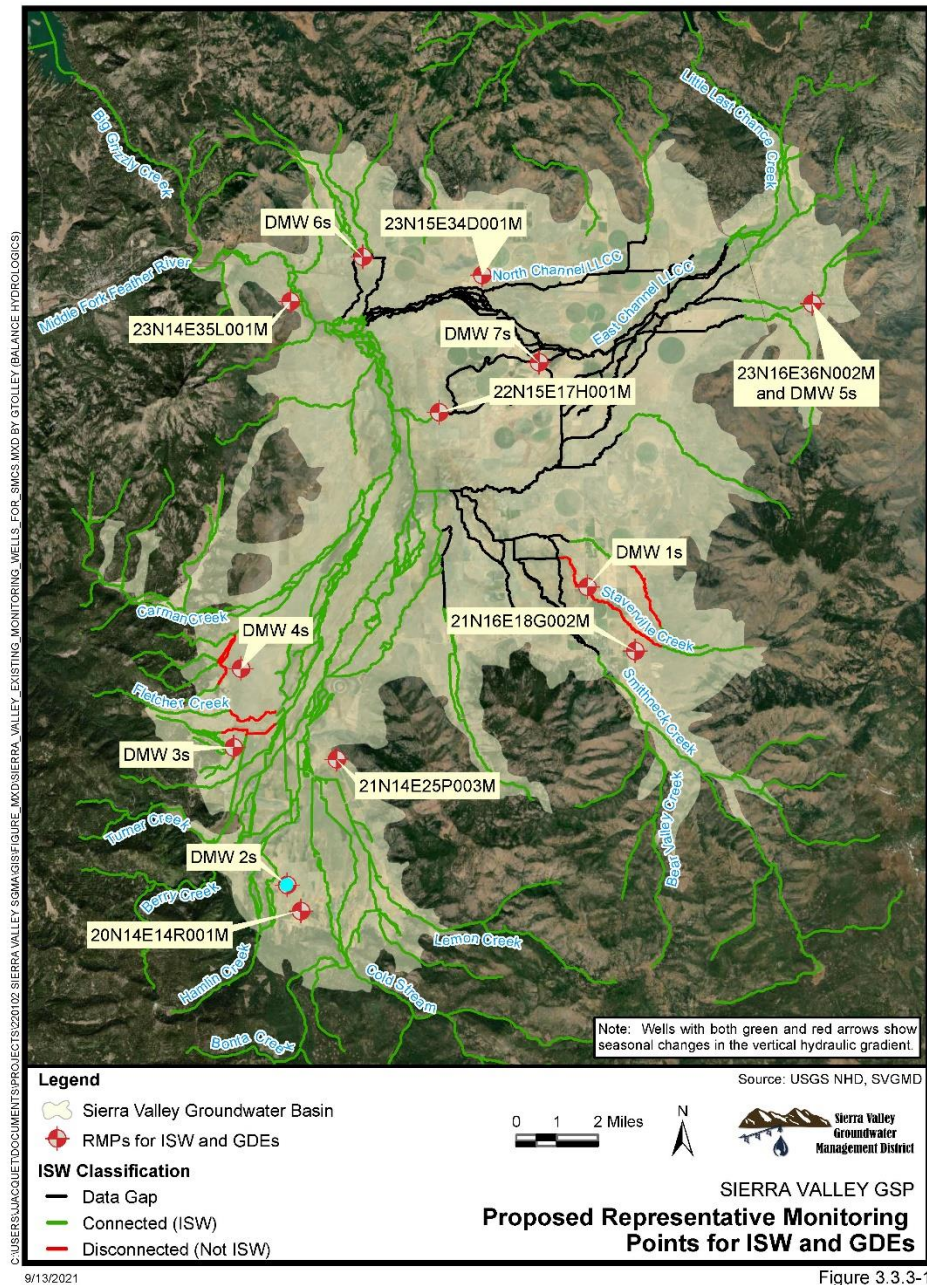 Big Grizzly Creek
Little Last Chance Creek
DMW 6s
23N15E34D001M
North Channel LLCC
East Channel LLCC
Middle Fork Feather River
23N14E35L001M
DMW 7s
22N15E17H001M
23N16E36N002M
and DMW 5s
DMW 1s
Staverville Creek
21N16E18G002M
Smithneck Creek
Carman Creek
DMW 4s
Fletcher Creek
DMW 3s
21N14E25P003M
Turner Creek
Bear Valley Creek
DMW 2s
Berry Creek
20N14E14R001M
Lemon Creek
Hamlin Creek
Cold Stream
Bonta Creek
Note: Wells with both green and red arrows show
seasonal changes in the vertical hydraulic gradient.
Legend
Sierra Valley Groundwater Basin
RMPs for ISW and GDEs
ISW Classification
Data Gap
Connected (ISW)
Disconnected (Not ISW)
0 1 2 Miles
N
Source: USGS NHD, SVGMD
Sierra Valley
Groundwater
Management District
SIERRA VALLEY GSP
Proposed Representative Monitoring
Points for ISW and GDEs
9/13/2021
Figure 3.3.3-1
C:\USERS\JJACQUET\DOCUMENTS\PROJECTS\220102 SIERRA VALLEY SGMA\GIS\FIGURE_MXD\SIERRA_VALLEY_EXISTING_MONITORING_WELLS_FOR_SMCS.MXD BY GTOLLEY (BALANCE HYDROLOGICS)